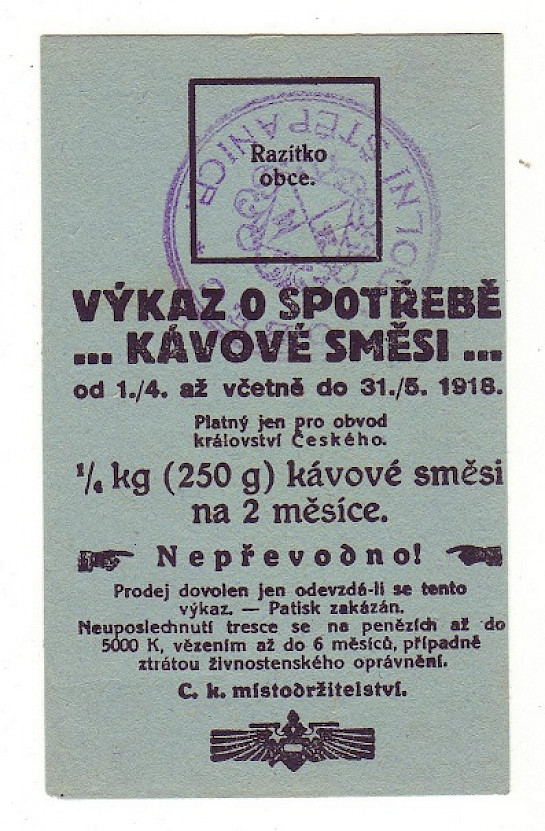 Razítko
obce.
DOLNÍ ŠTĚPANICE
VÝKAZ O SPOTŘEBĚ
... KÁVOVÉ SMĚSI ...
od 1./4. až včetně do 31./5. 1918.
Platný jen pro obvod
království Českého.
1/4 kg (250 g) kávové směsi
na 2 měsíce.
Nepřevodno!
Prodej dovolen jen odevzdá-li se tento
výkaz. — Patisk zakázán.
Neuposlechnutí tresce se na penězích až do
5000 K, vězením až do 6 měsíců, případně
ztrátou živnostenského oprávnění.
C. k. místodržitelství.